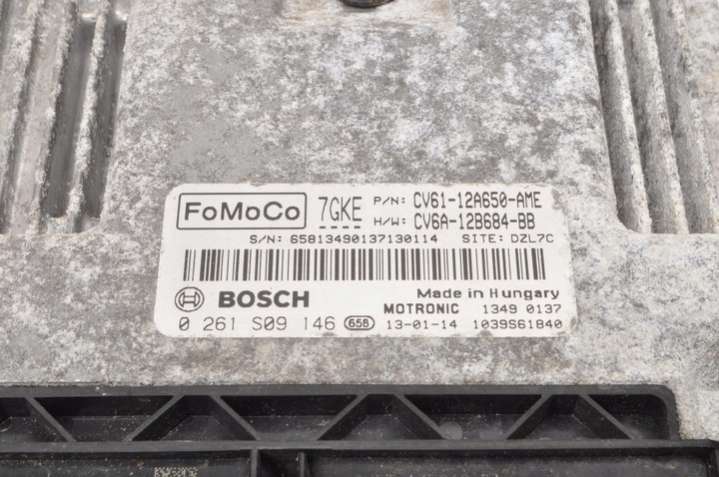 FoMoCo 7GKE P/N: CV61-12A650-AME
H/W: CV6A-12B684-BB
S/N: 65813490137130114 SITE: DZL7C
BOSCH Made in Hungary
MOTRONIC 1349 0137
0 261 S09 146 658 13-01-14 1039S61840